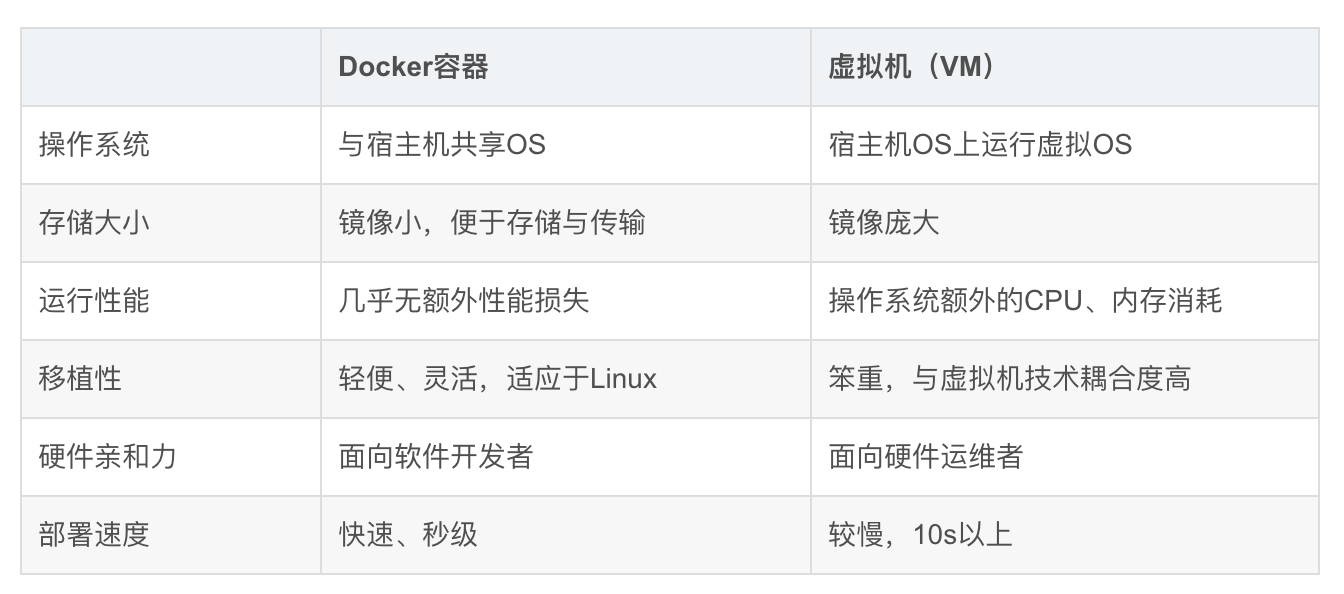 Docker容器 虚拟机（VM）
操作系统 与宿主机共享OS 宿主机OS上运行虚拟OS
存储大小 镜像小，便于存储与传输 镜像庞大
运行性能 几乎无额外性能损失 操作系统额外的CPU、内存消耗
移植性 轻便、灵活，适应于Linux 笨重，与虚拟机技术耦合度高
硬件亲和力 面向软件开发者 面向硬件运维者
部署速度 快速、秒级 较慢，10s以上